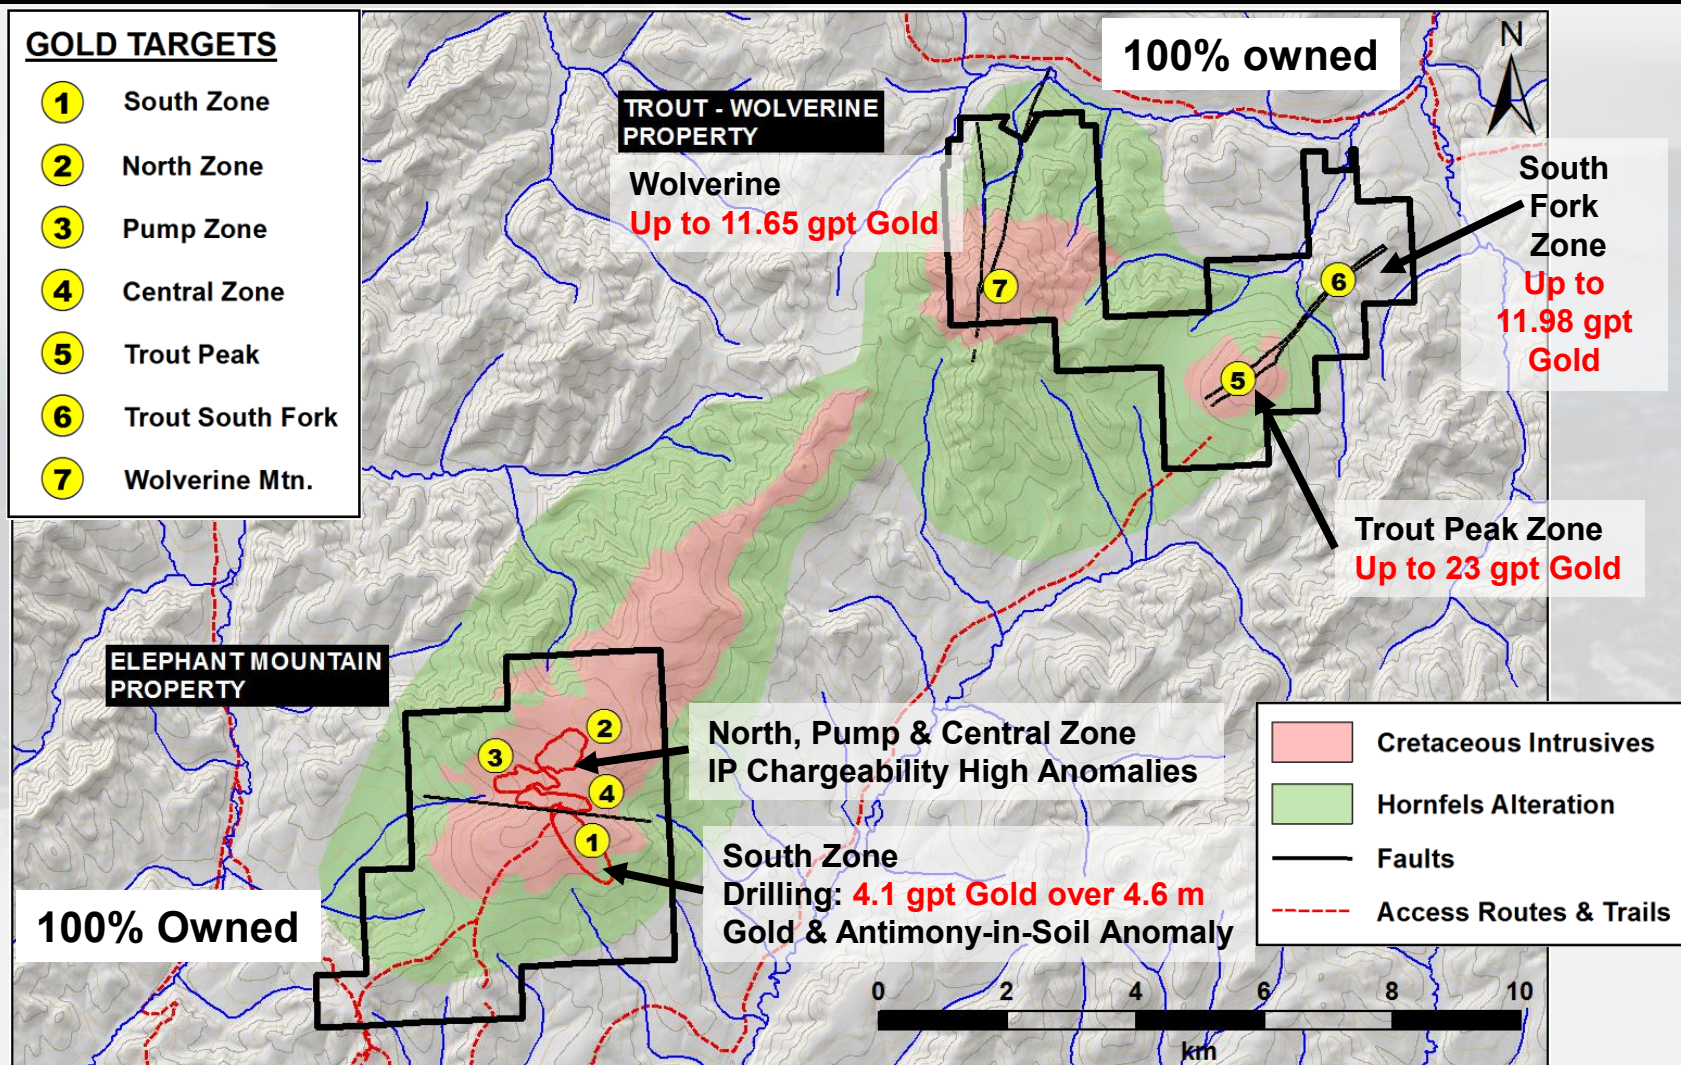 GOLD TARGETS
1 South Zone
2 North Zone
3 Pump Zone
4 Central Zone
5 Trout Peak
6 Trout South Fork
7 Wolverine Mtn.
100% owned
N
TROUT - WOLVERINE
PROPERTY
Wolverine
Up to 11.65 gpt Gold
South
Fork
Zone
Up to
11.98 gpt
Gold
7
6
5
Trout Peak Zone
Up to 23 gpt Gold
ELEPHANT MOUNTAIN
PROPERTY
2
3
4
1
North, Pump & Central Zone
IP Chargeability High Anomalies
South Zone
Drilling: 4.1 gpt Gold over 4.6 m
Gold & Antimony-in-Soil Anomaly
100% Owned
Cretaceous Intrusives
Hornfels Alteration
Faults
Access Routes & Trails
0 2 4 6 8 10
km